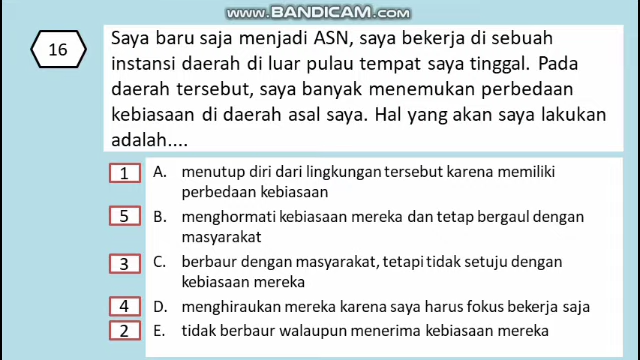 www.BANDICAM.com
16
Saya baru saja menjadi ASN, saya bekerja di sebuah
instansi daerah di luar pulau tempat saya tinggal. Pada
daerah tersebut, saya banyak menemukan perbedaan
kebiasaan di daerah asal saya. Hal yang akan saya lakukan
adalah....
1 A. menutup diri dari lingkungan tersebut karena memiliki
perbedaan kebiasaan
5 B. menghormati kebiasaan mereka dan tetap bergaul dengan
masyarakat
3 C. berbaur dengan masyarakat, tetapi tidak setuju dengan
kebiasaan mereka
4 D. menghiraukan mereka karena saya harus fokus bekerja saja
2 E. tidak berbaur walaupun menerima kebiasaan mereka